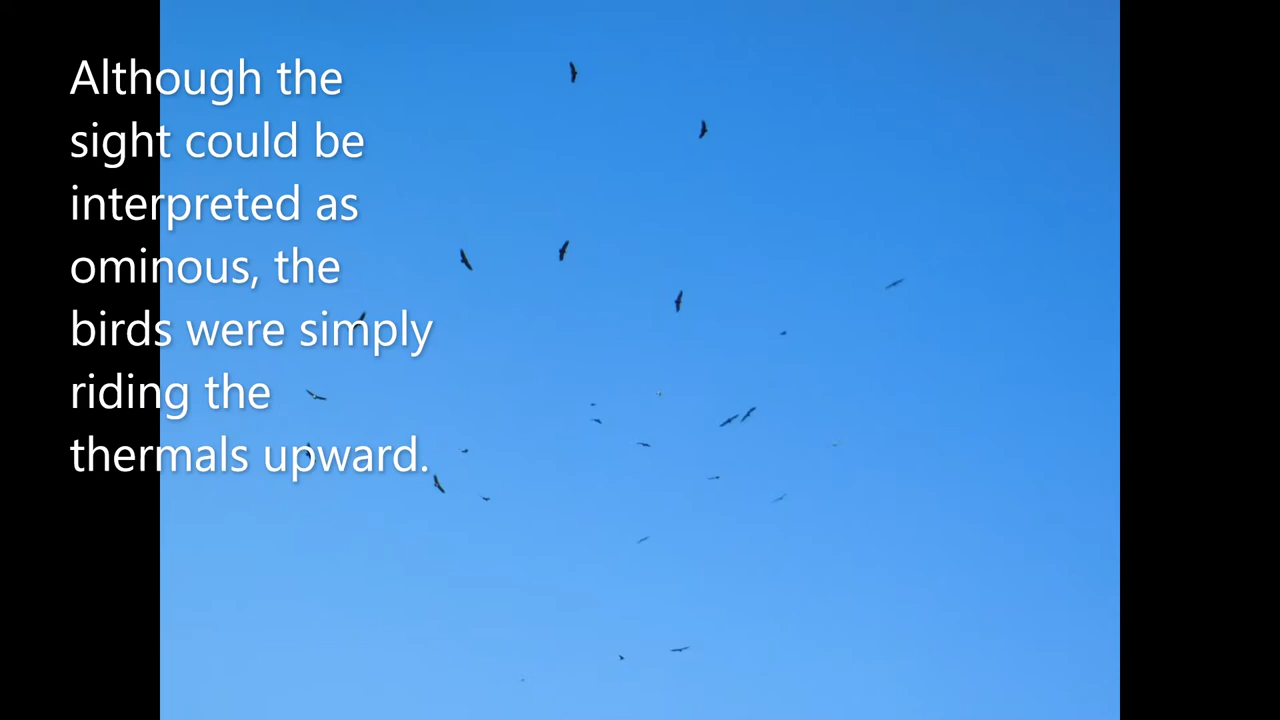 Although the
sight could be
interpreted as
ominous, the
birds were simply
riding the
thermals upward.